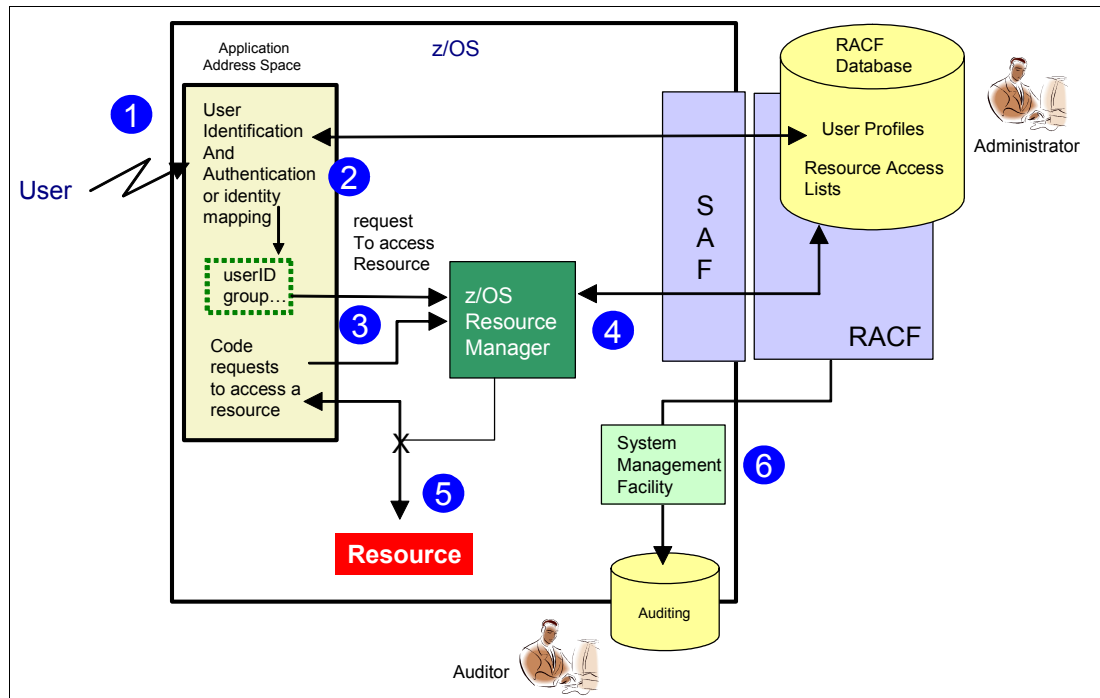 Application
Address Space
z/OS
RACF
Database
User Profiles
Resource Access
Lists
Administrator
1
User
User
Identification
And
Authentication
or identity
mapping
2
userID
group...
request
To access
Resource
3
Code
requests
to access a
resource
z/OS
Resource
Manager
4
S
A
F
RACF
X
5
Resource
System
Management
Facility
6
Auditing
Auditor